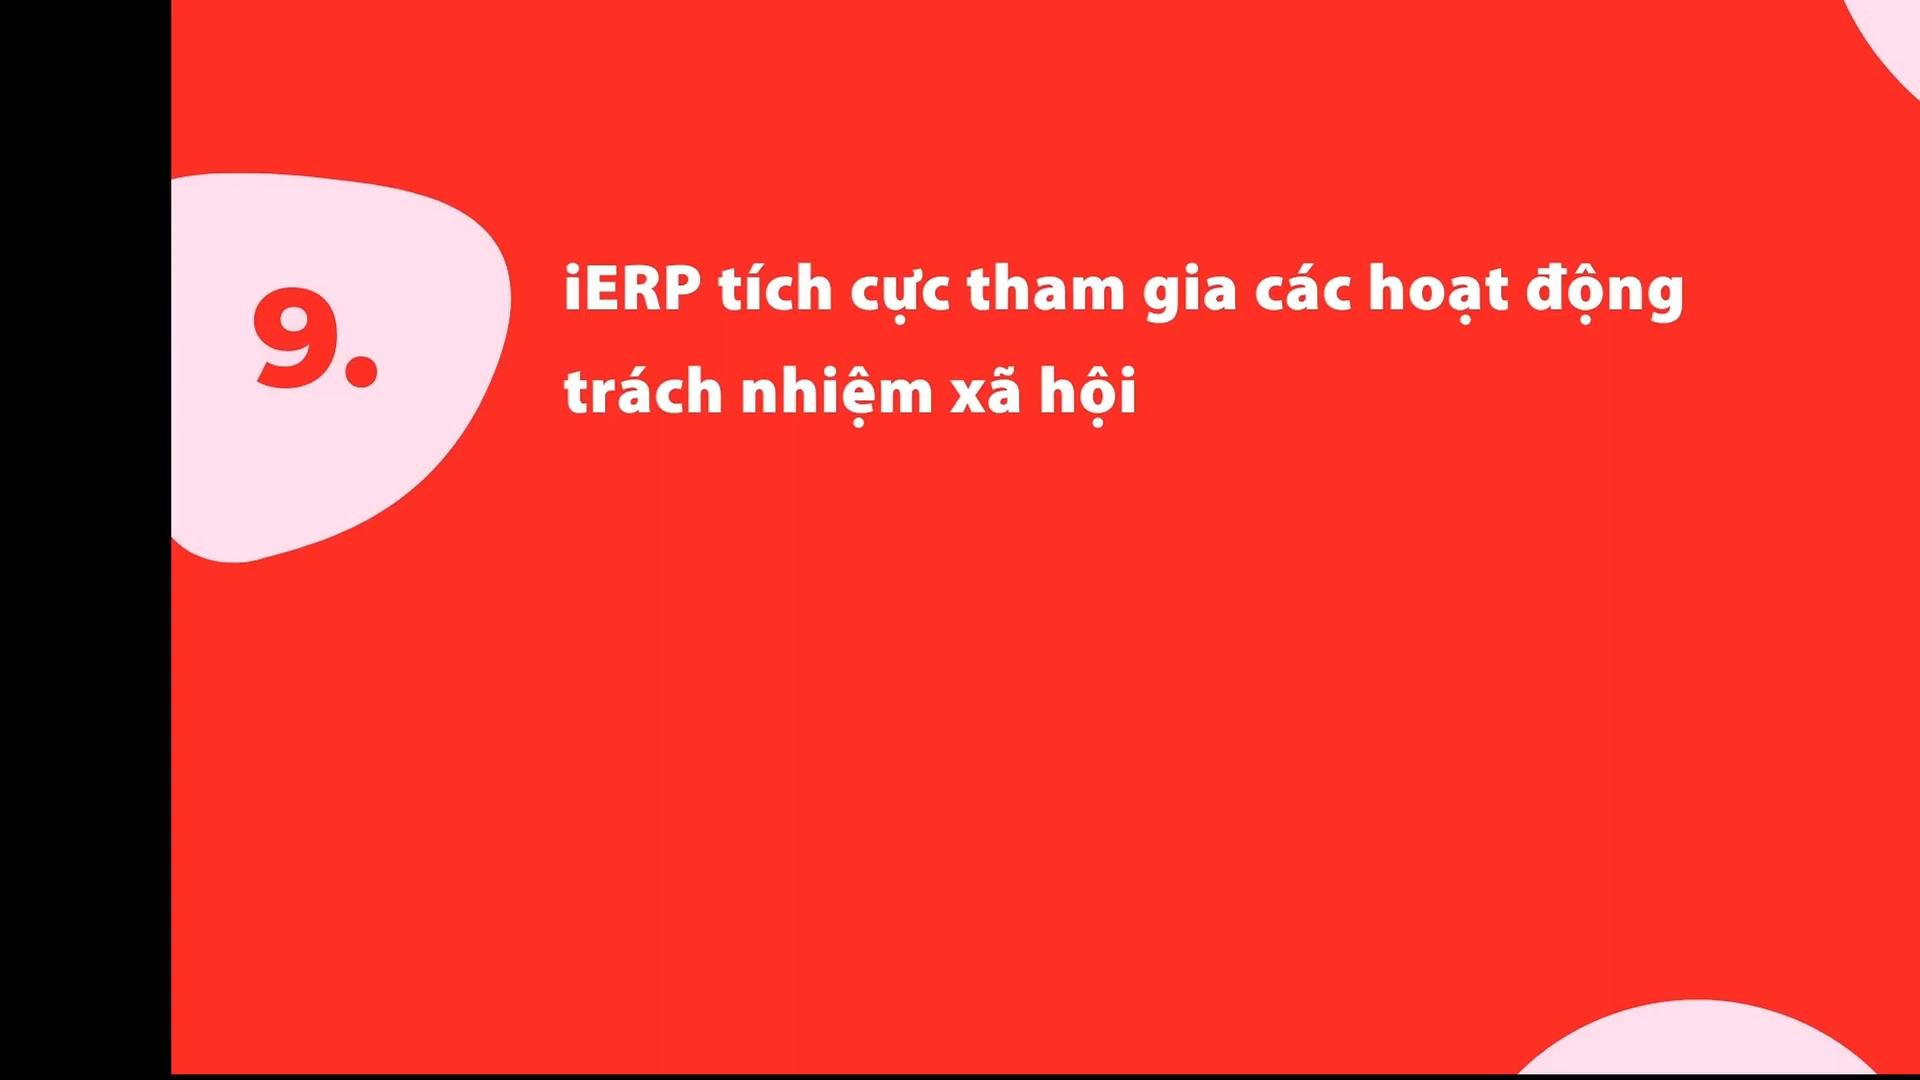 9.
iERP tích cực tham gia các hoạt động
trách nhiệm xã hội